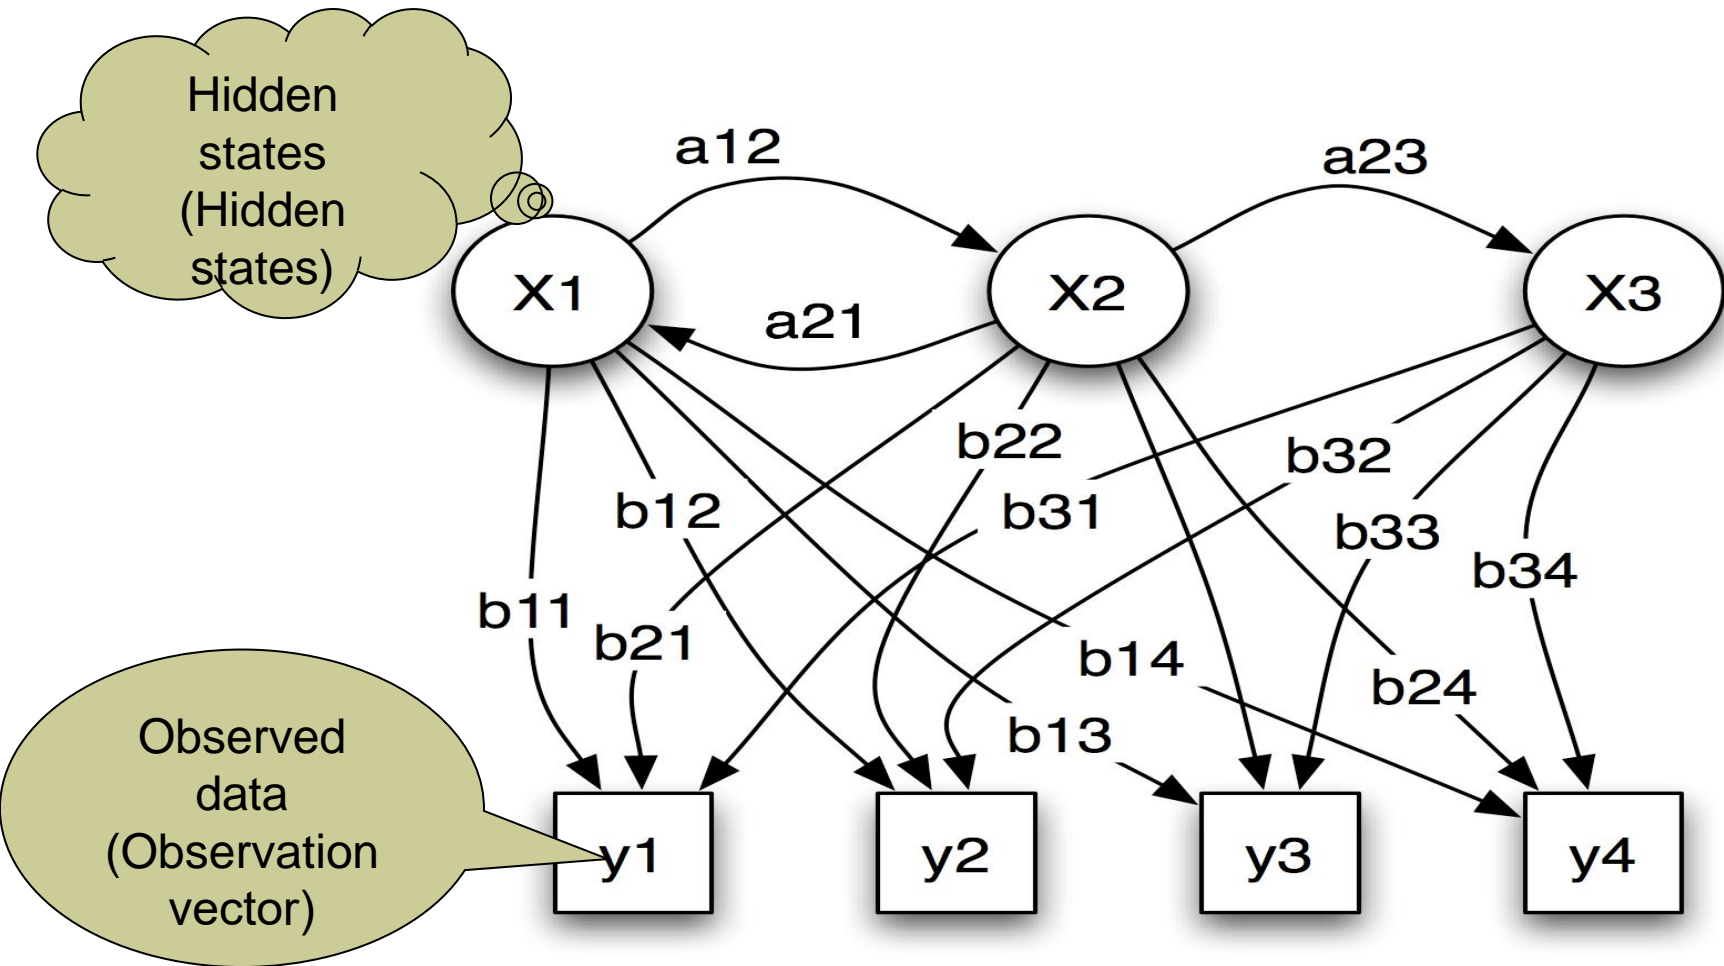 Hidden
states
(Hidden
states)
a12
a23
X1
X2
X3
a21
b22
b32
b12
b31
b33
b34
b11
b21
b14
b24
b13
Observed
data
(Observation
vector)
y1
y2
y3
y4